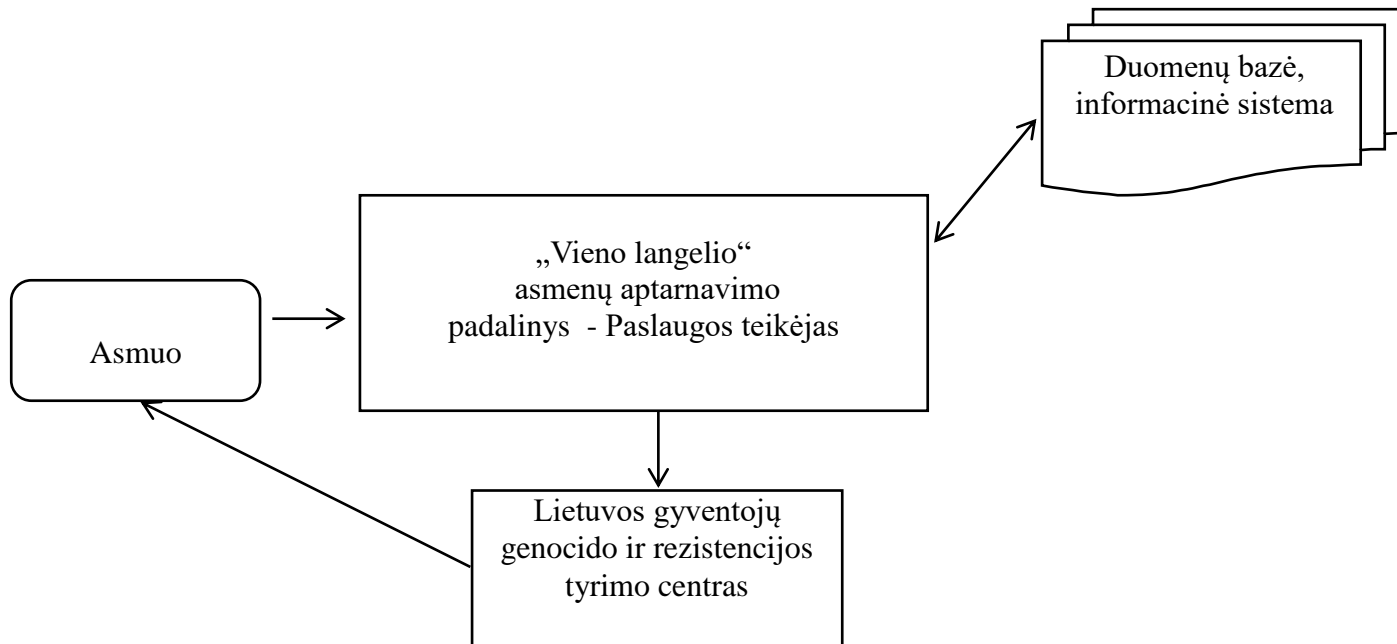 Duomenų bazė,
informacinė sistema
„Vieno langelio“
asmenų aptarnavimo
padalinys - Paslaugos teikėjas
Asmuo
Lietuvos gyventojų
genocido ir rezistencijos
tyrimo centras